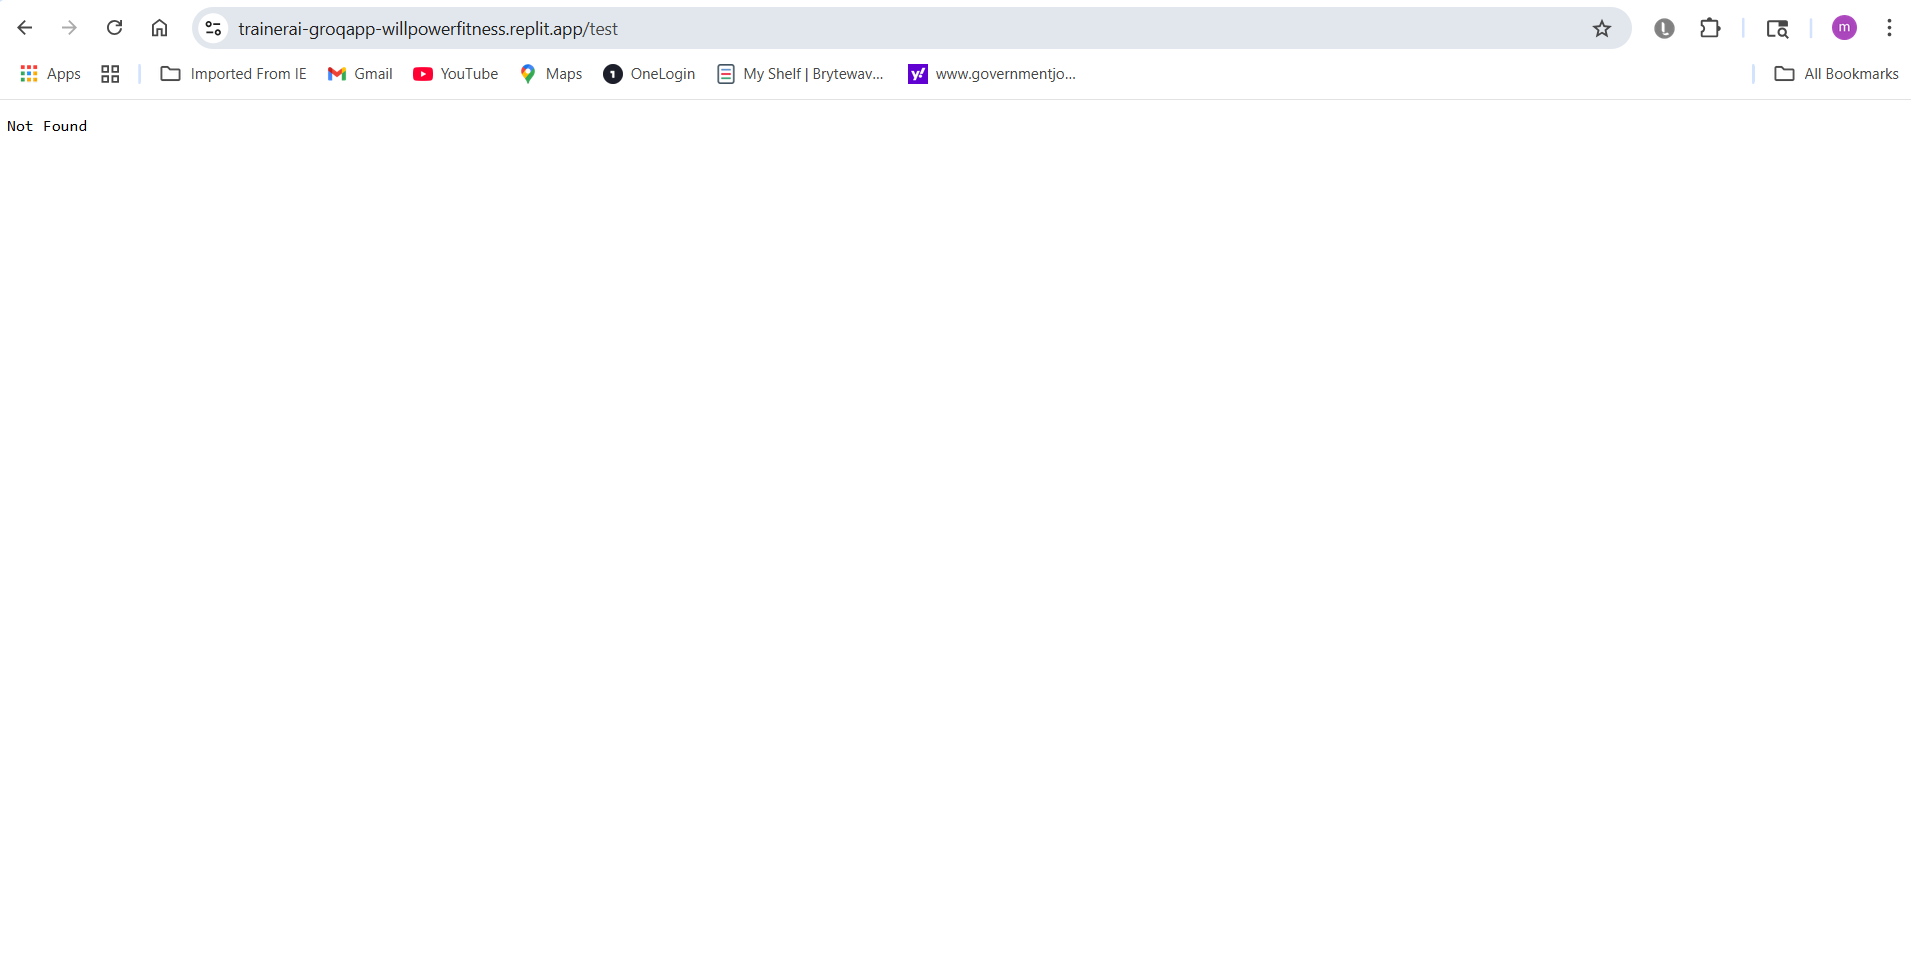 trainerai-groqapp-willpowerfitness.replit.app/test
m
Apps
Imported From IE
Gmail
YouTube
Maps
1
OneLogin
My Shelf | Brytewav...
y!
www.governmentjo...
All Bookmarks
Not Found